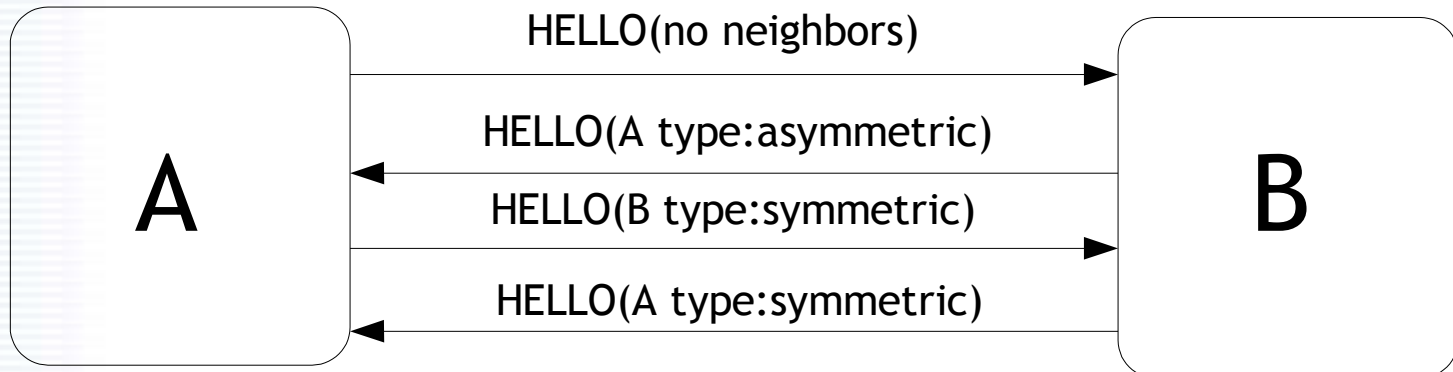 HELLO(no neighbors)
HELLO(A type:asymmetric)
A
B
HELLO(B type:symmetric)
HELLO(A type:symmetric)